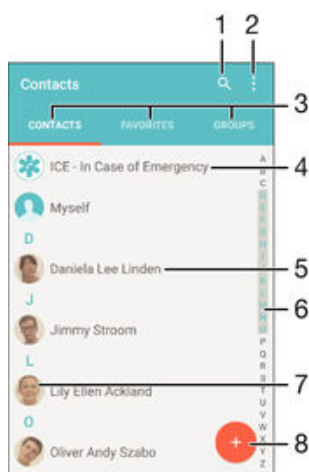 1 2
Contacts
3
CONTACTS FAVORITES GROUPS
ICE - In Case of Emergency 4
Myself
D
Daniela Lee Linden 5
J
Jimmy Stroom
6
L
7
Lily Ellen Ackland
O
Oliver Andy Szabo
+ 8
A
B
C
D
E
F
G
H
I
J
K
L
M
N
O
P
Q
R
S
T
U
V
W
X
Y
Z